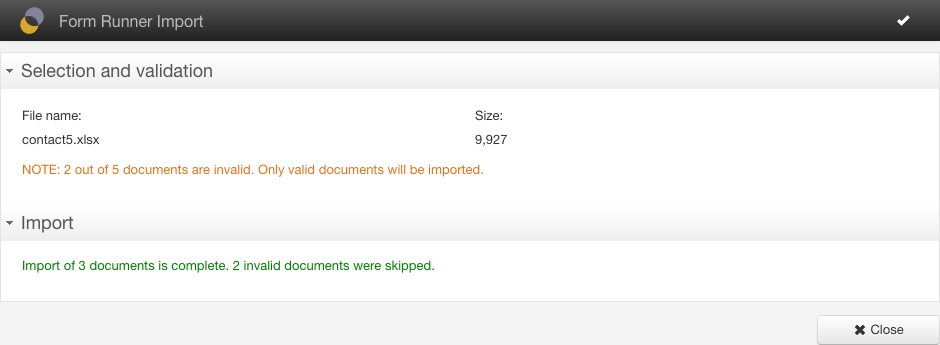 Form Runner Import
Selection and validation
File name: Size:
contact5.xlsx 9,927
NOTE: 2 out of 5 documents are invalid. Only valid documents will be imported.
Import
Import of 3 documents is complete. 2 invalid documents were skipped.
Close